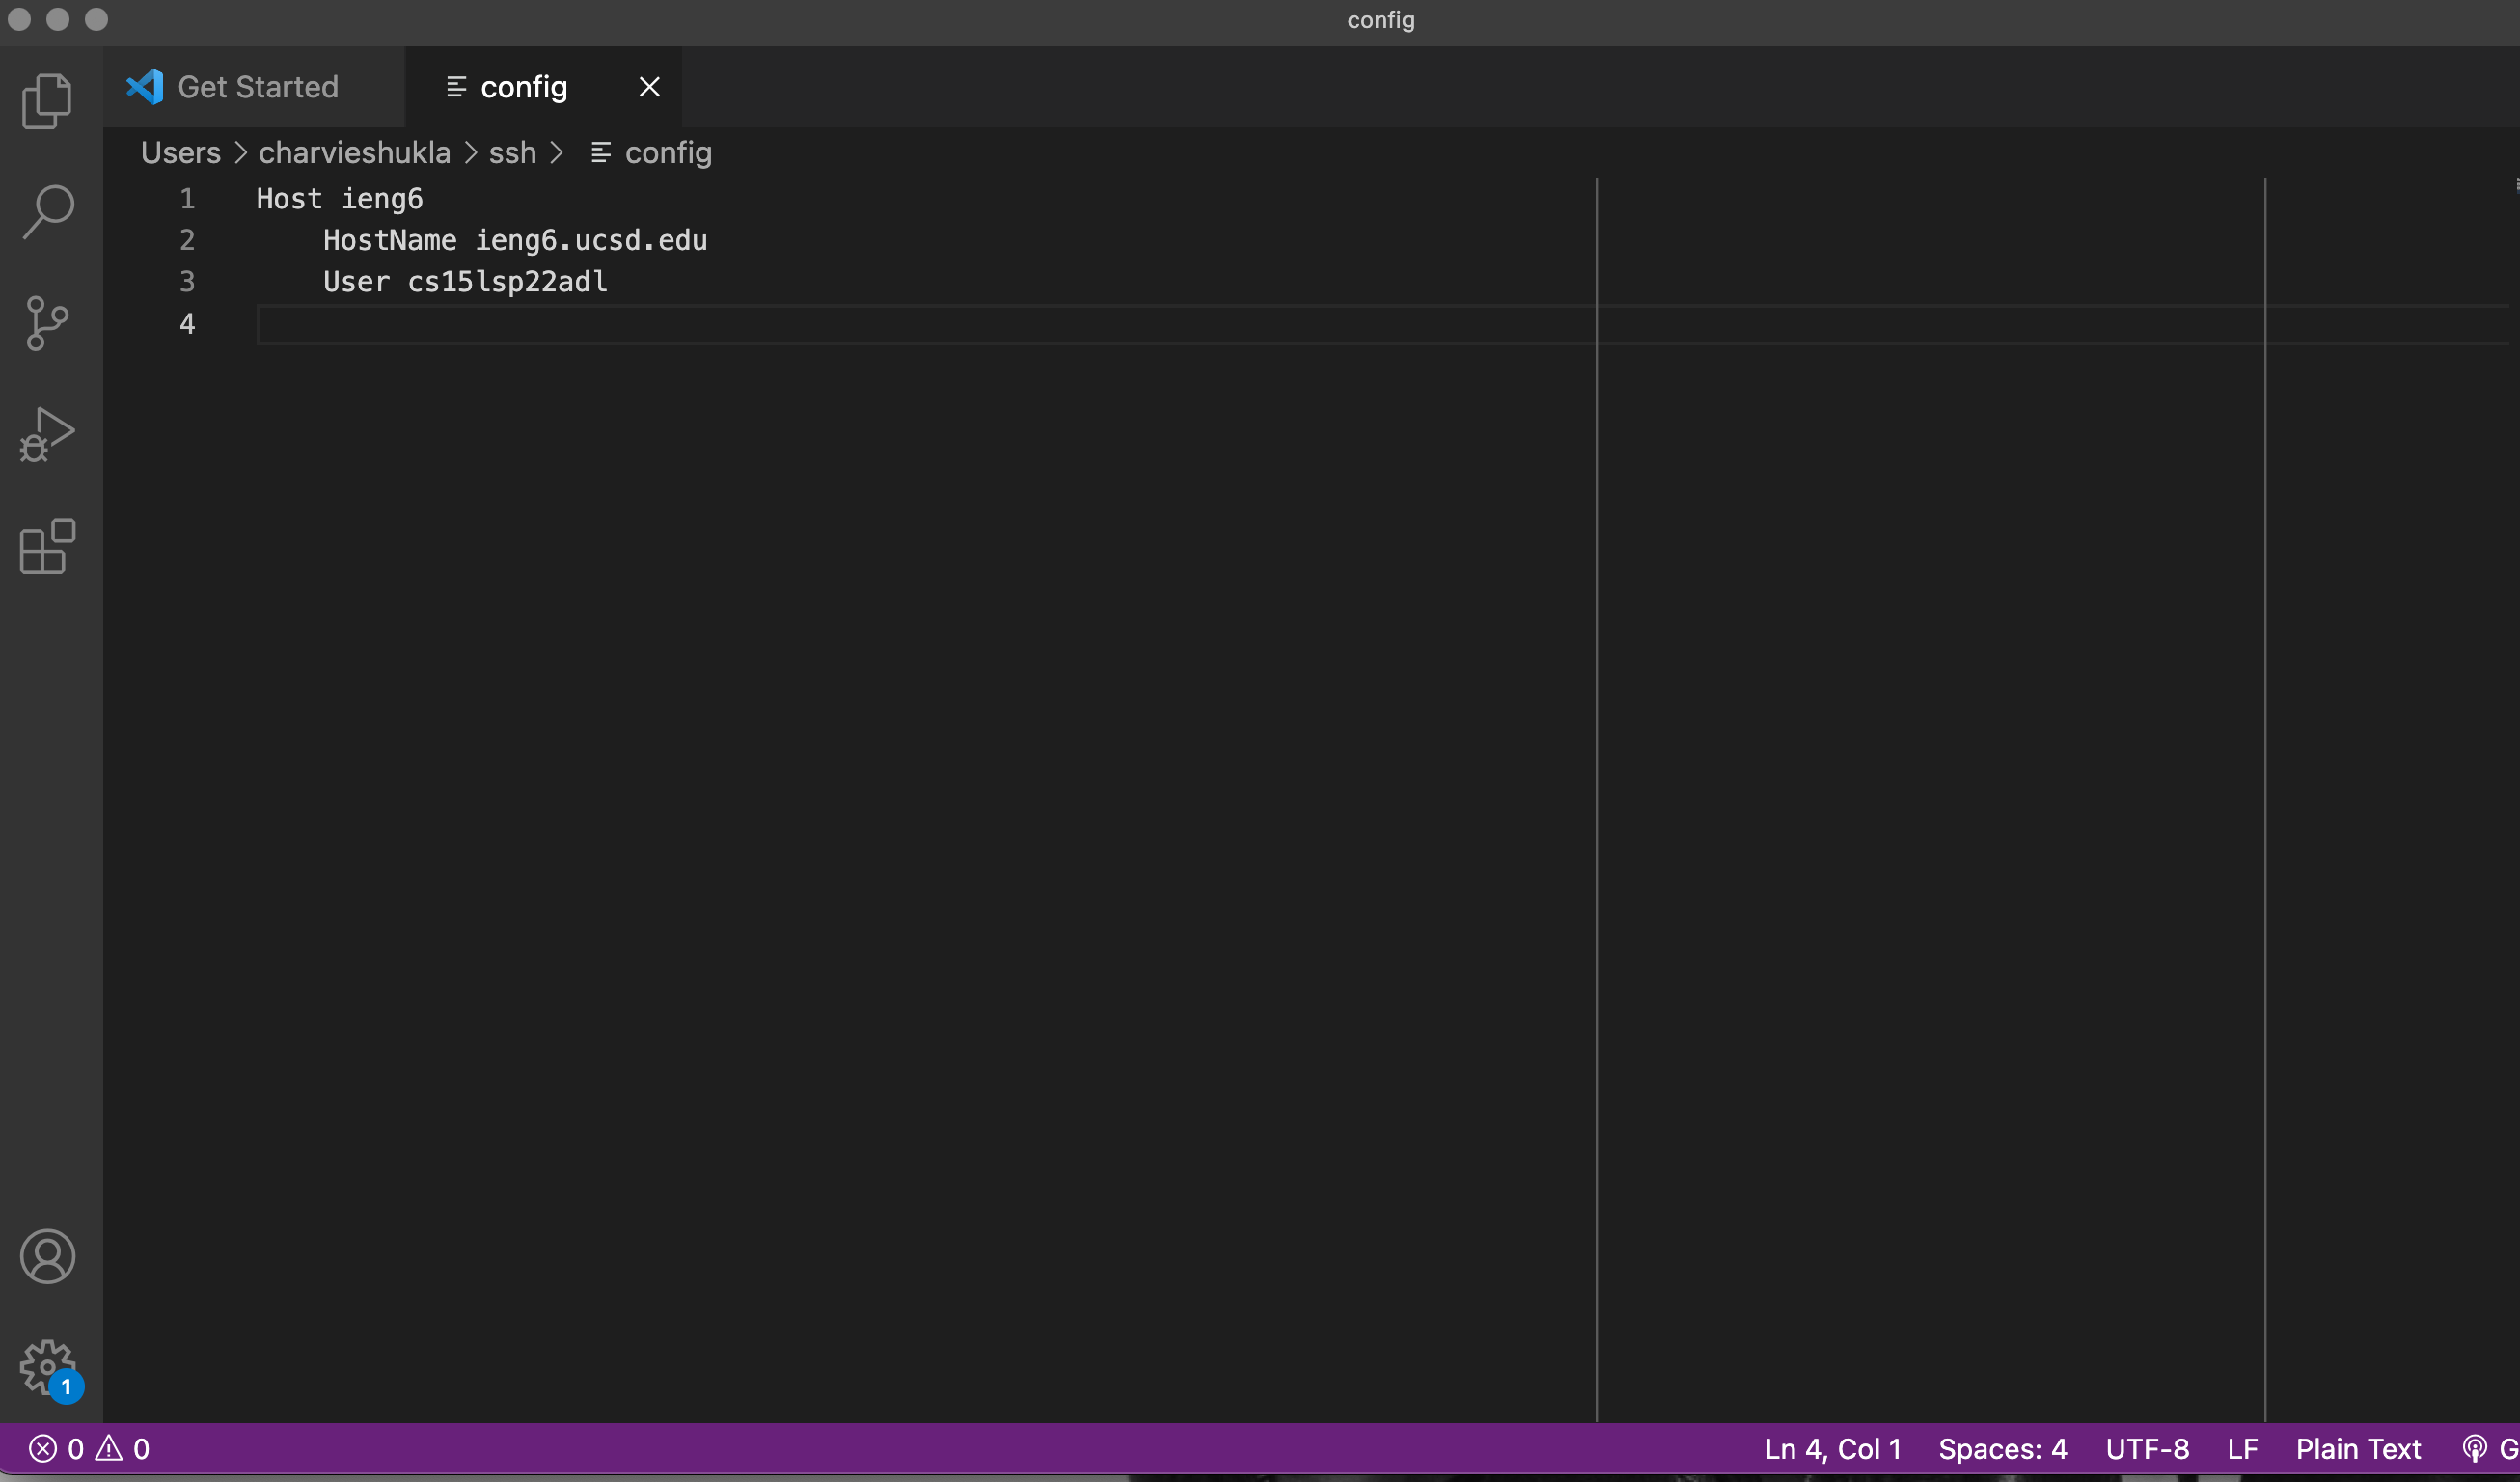 config
Get Started
config
Users > charvieshukla > ssh > config
1 Host ieng6
2 HostName ieng6.ucsd.edu
3 User cs15lsp22adl
4
1
0 0 Ln 4, Col 1 Spaces: 4 UTF-8 LF Plain Text G